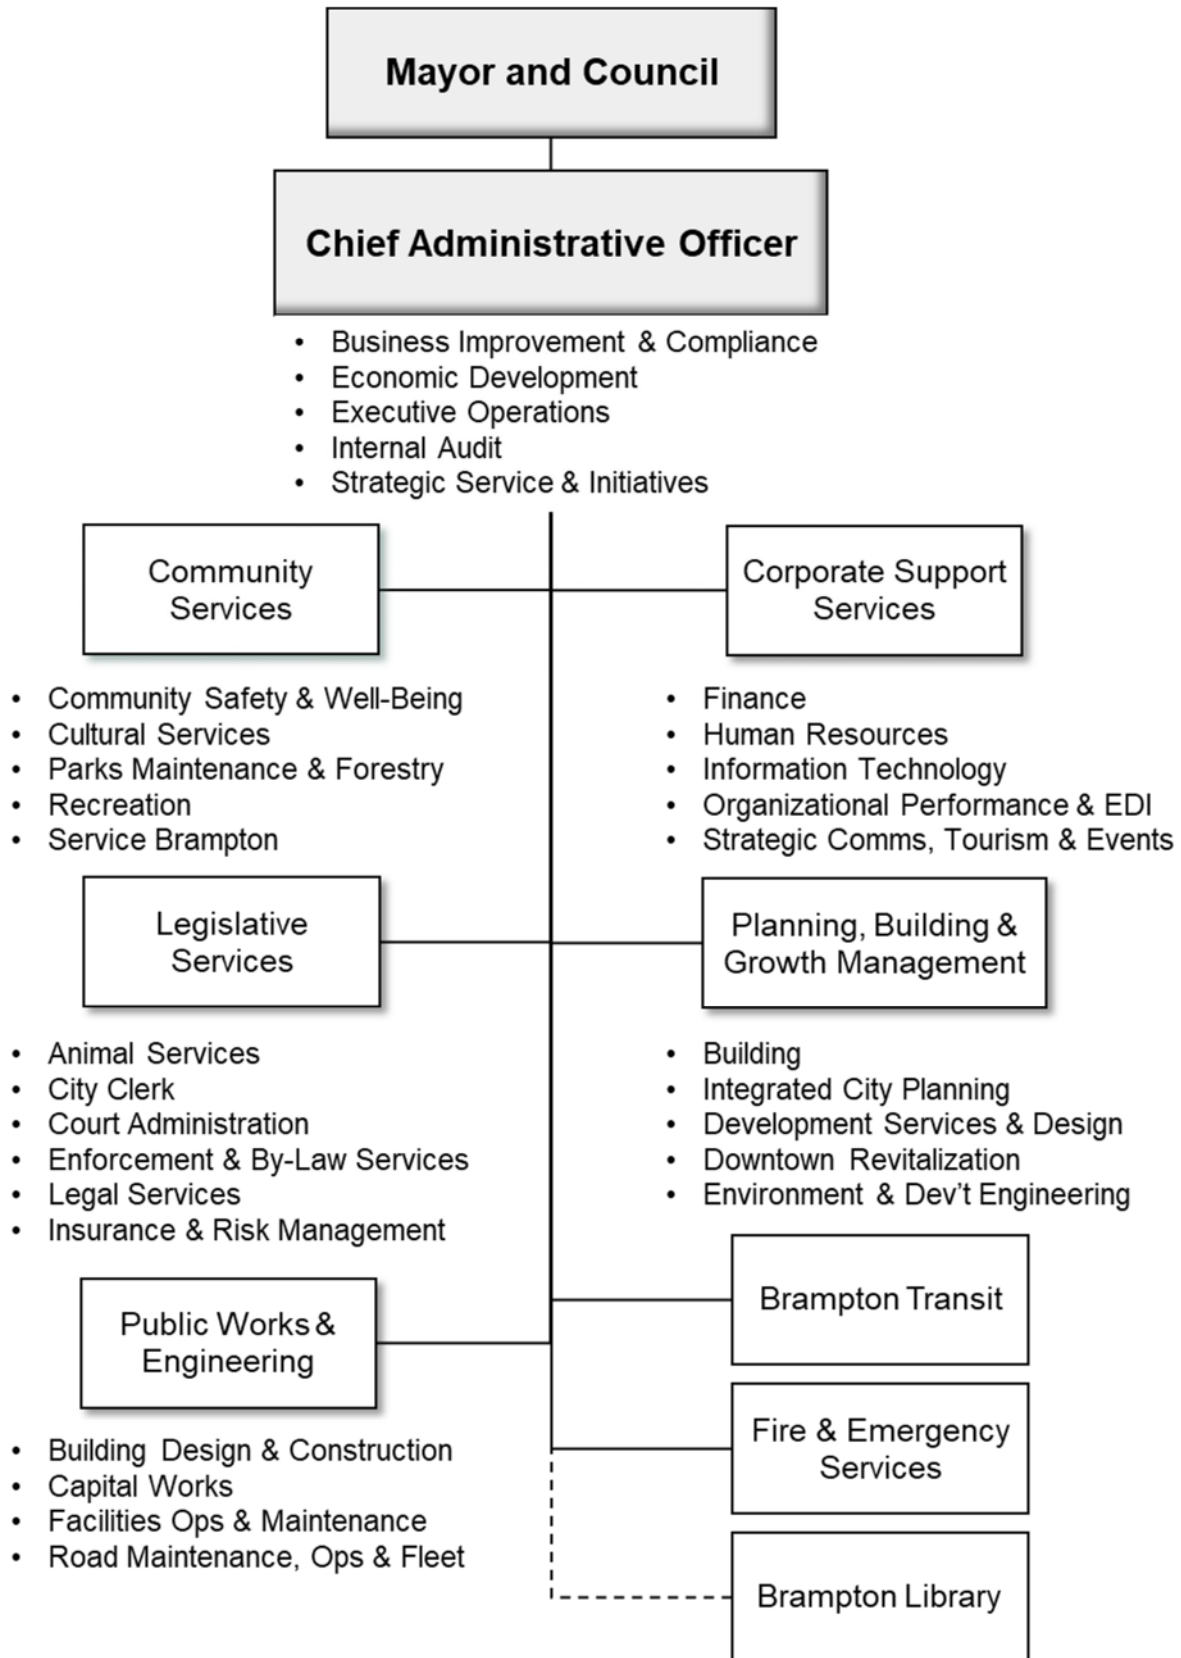 Mayor and Council
Chief Administrative Officer
• Business Improvement & Compliance
• Economic Development
• Executive Operations
• Internal Audit
• Strategic Service & Initiatives
Community
Services
• Community Safety & Well-Being
• Cultural Services
• Parks Maintenance & Forestry
• Recreation
• Service Brampton
Corporate Support
Services
• Finance
• Human Resources
• Information Technology
• Organizational Performance & EDI
• Strategic Comms, Tourism & Events
Legislative
Services
• Animal Services
• City Clerk
• Court Administration
• Enforcement & By-Law Services
• Legal Services
• Insurance & Risk Management
Planning, Building &
Growth Management
• Building
• Integrated City Planning
• Development Services & Design
• Downtown Revitalization
• Environment & Dev't Engineering
Public Works &
Engineering
• Building Design & Construction
• Capital Works
• Facilities Ops & Maintenance
• Road Maintenance, Ops & Fleet
Brampton Transit
Fire & Emergency
Services
Brampton Library